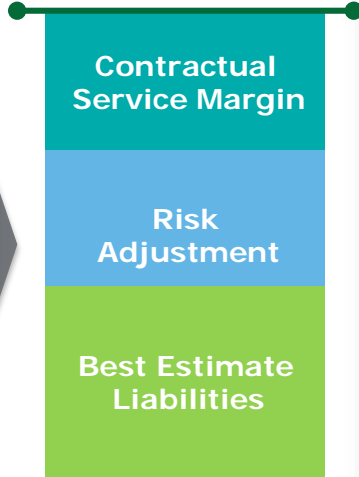 Contractual
Service Margin
Risk
Adjustment
Best Estimate
Liabilities